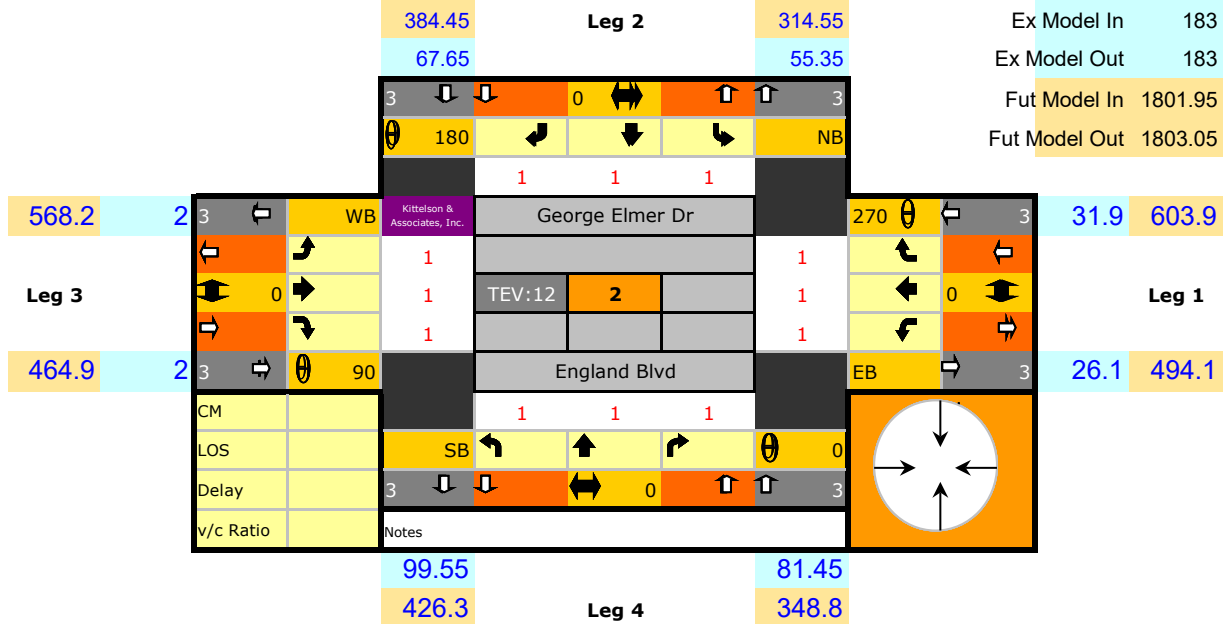 384.45 Leg 2 314.55 Ex Model In 183
67.65 55.35 Ex Model Out 183
3 0 3 Fut Model In 1801.95
180 NB Fut Model Out 1803.05
1 1 1
568.2 2 3 WB Kittelson & Associates, Inc. George Elmer Dr 270 3 31.9 603.9
1 1
Leg 3 0 1 TEV:12 2 1 0 Leg 1
1 1
464.9 2 3 90 England Blvd EB 3 26.1 494.1
CM 1 1 1
LOS SB 0
Delay 3 0 3
v/c Ratio Notes
99.55 81.45
426.3 Leg 4 348.8